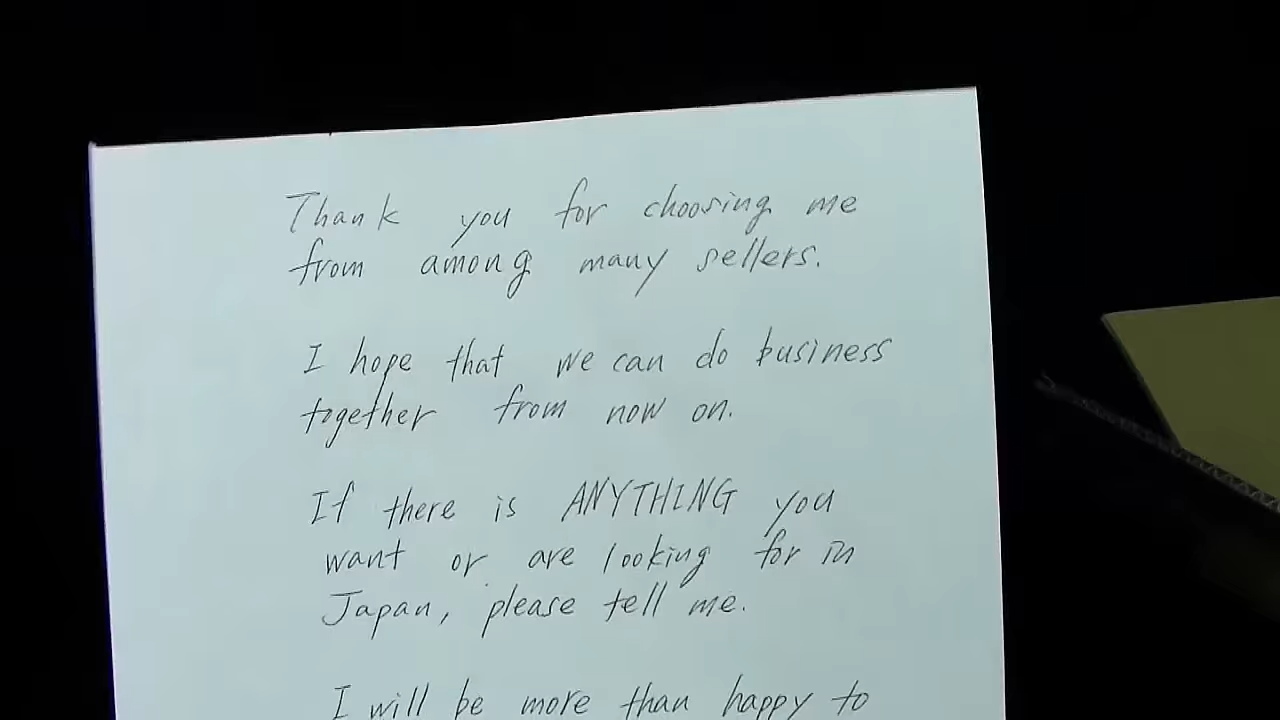 Thank you for choosing me
from among many sellers.
I hope that we can do business
together from now on.
If there is ANYTHING you
want or are looking for in
Japan, please tell me.
I will be more than happy to